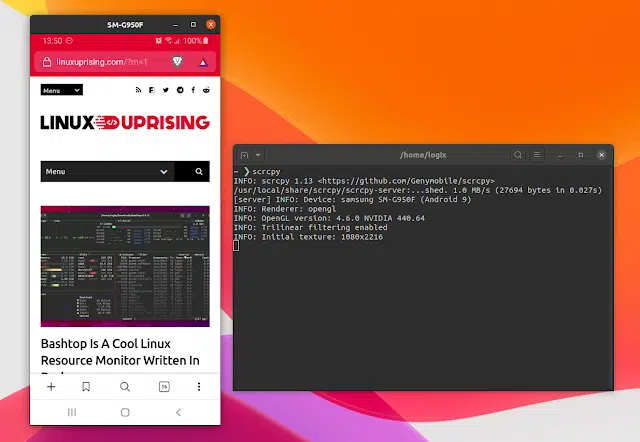 SM-G950F
13:50 100%
linuxuprising.com/?m=1
Menu
LINUX </> UPRISING
Menu
Bashtop Is A Cool Linux
Resource Monitor Written In
16
/home/logix
~ ❯ scrcpy
INFO: scrcpy 1.13 <https://github.com/Genymobile/scrcpy>
/usr/local/share/scrcpy/scrcpy-server:...shed. 1.0 MB/s (27694 bytes in 0.027s)
[server] INFO: Device: samsung SM-G950F (Android 9)
INFO: Renderer: opengl
INFO: OpenGL version: 4.6.0 NVIDIA 440.64
INFO: Trilinear filtering enabled
INFO: Initial texture: 1080x2216